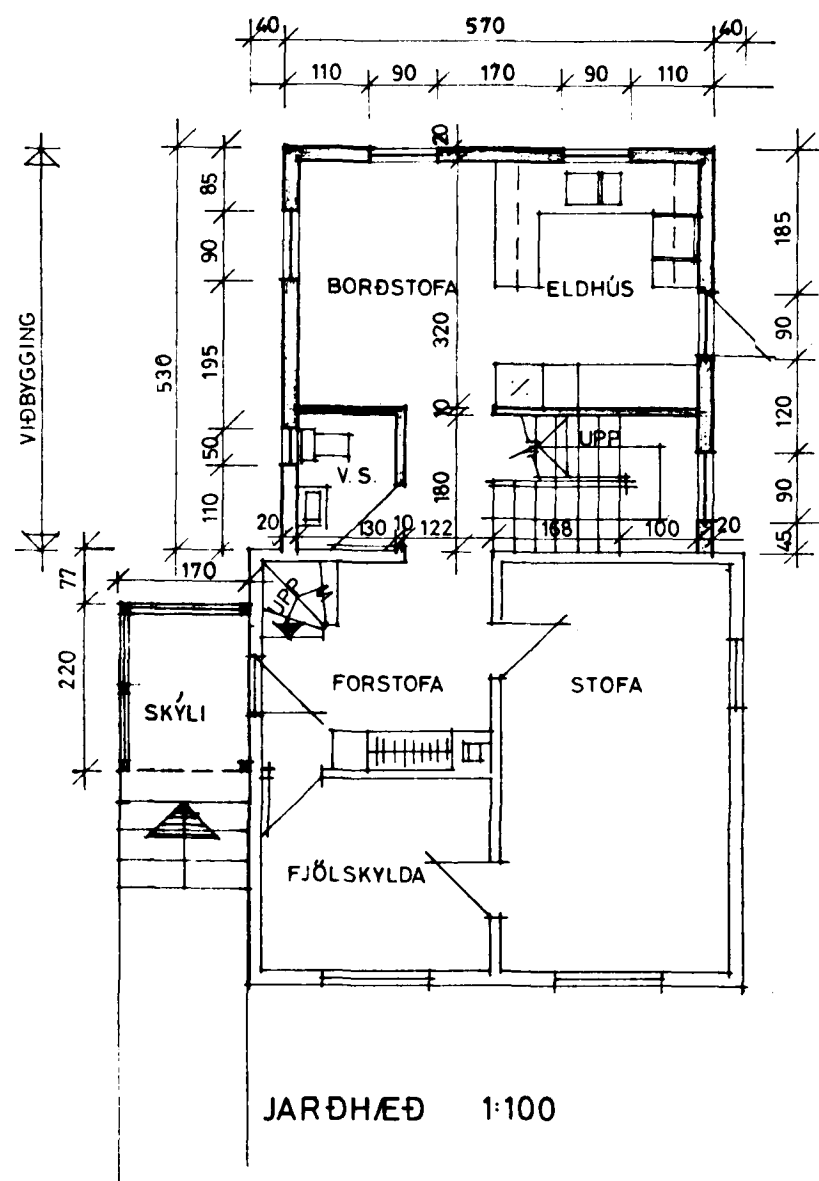 40 570 40
110 90 170 90 110
20
85
185
90
BORÐSTOFA ELDHÚS
VIÐBYGGING
530
195
320
90
10
120
UPP
50
V.S.
180
110
90
20 130 10 122 168 100 20
45
77
170
UPP
220
FORSTOFA STOFA
SKÝLI
FJÖLSKYLDA
JARÐHÆÐ 1:100